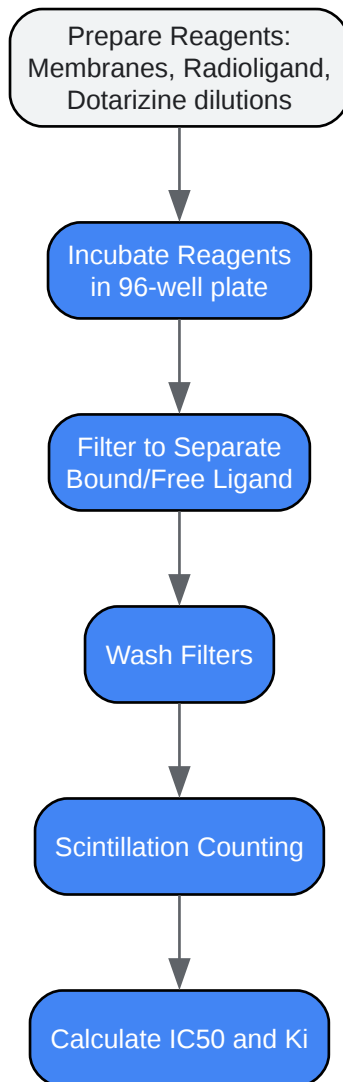 Prepare Reagents:
Membranes, Radioligand,
Dotarizine dilutions
Incubate Reagents
in 96-well plate
Filter to Separate
Bound/Free Ligand
Wash Filters
Scintillation Counting
Calculate IC50 and Ki